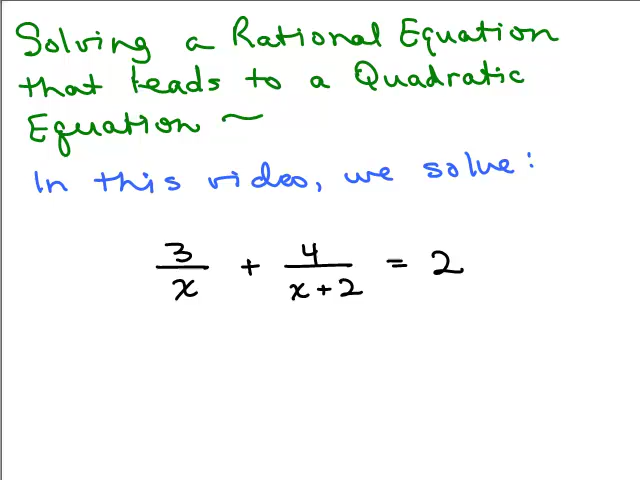 Solving a Rational Equation
that leads to a Quadratic
Equation ~
In this video, we solve:
3/x + 4/(x+2) = 2